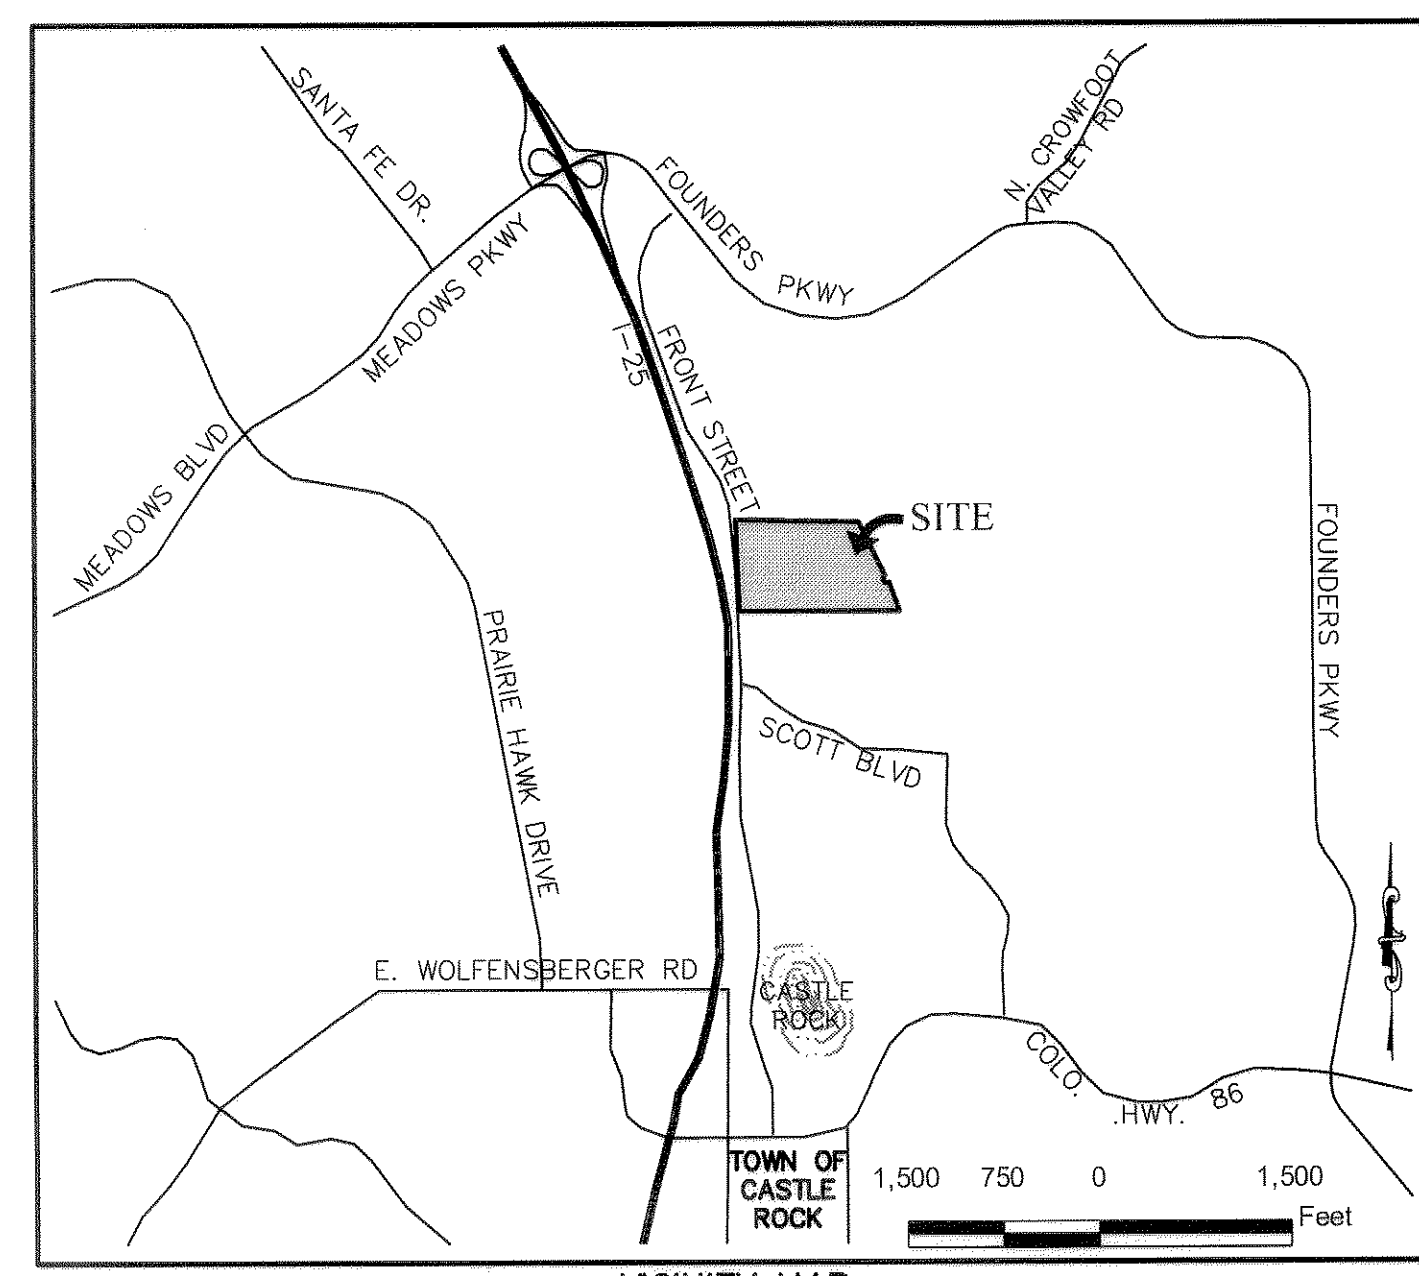 SANTA FE DR.
N. CROWFOOT
VALLEY RD
FOUNDERS PKWY
MEADOWS PKWY
I-25
FRONT STREET
MEADOWS BLVD
SITE
FOUNDERS PKWY
PRAIRIE HAWK DRIVE
SCOTT BLVD
E. WOLFENSBERGER RD
CASTLE
ROCK
COLO. .HWY. 86
TOWN OF
CASTLE
ROCK
1,500 750 0 1,500
Feet